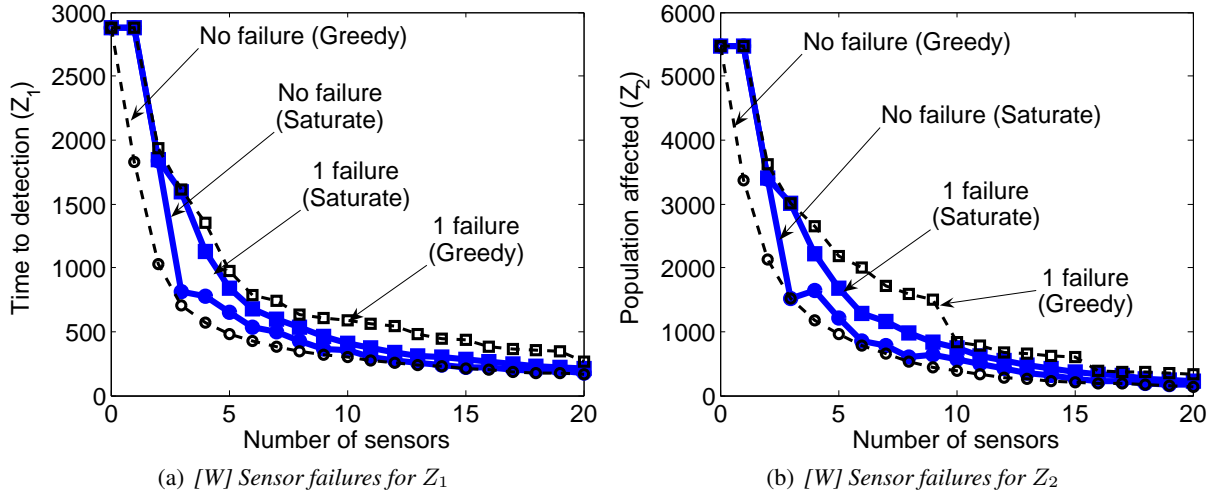 3000
2500
2000
1500
1000
500
0
0
5
10
15
20
Time to detection (Z1)
Number of sensors
No failure (Greedy)
No failure
(Saturate)
1 failure
(Saturate)
1 failure
(Greedy)
(a) [W] Sensor failures for Z1
6000
5000
4000
3000
2000
1000
0
0
5
10
15
20
Population affected (Z2)
Number of sensors
No failure (Greedy)
No failure (Saturate)
1 failure
(Saturate)
1 failure
(Greedy)
(b) [W] Sensor failures for Z2